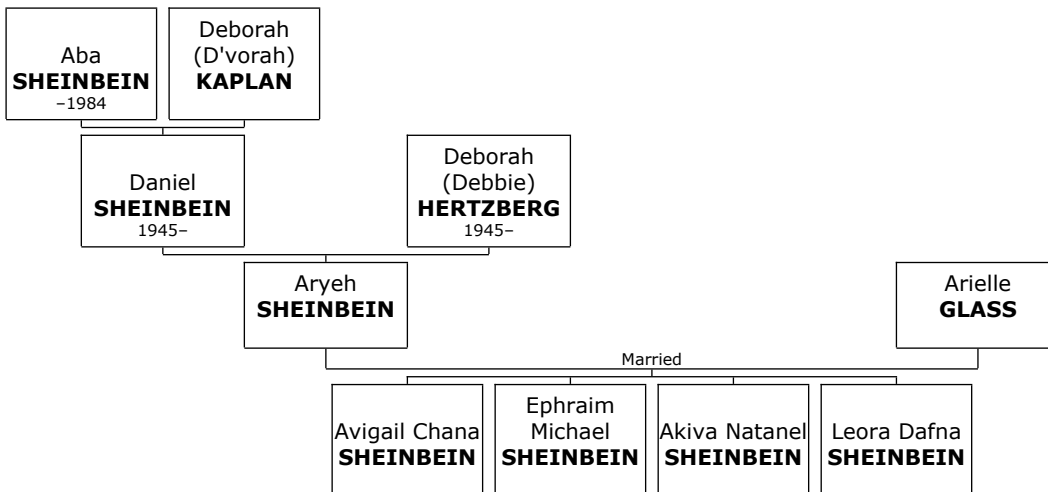 Aba
SHEINBEIN
–1984
Deborah
(D'vorah)
KAPLAN
Daniel
SHEINBEIN
1945–
Deborah
(Debbie)
HERTZBERG
1945–
Aryeh
SHEINBEIN
Arielle
GLASS
Married
Avigail Chana
SHEINBEIN
Ephraim
Michael
SHEINBEIN
Akiva Natanel
SHEINBEIN
Leora Dafna
SHEINBEIN